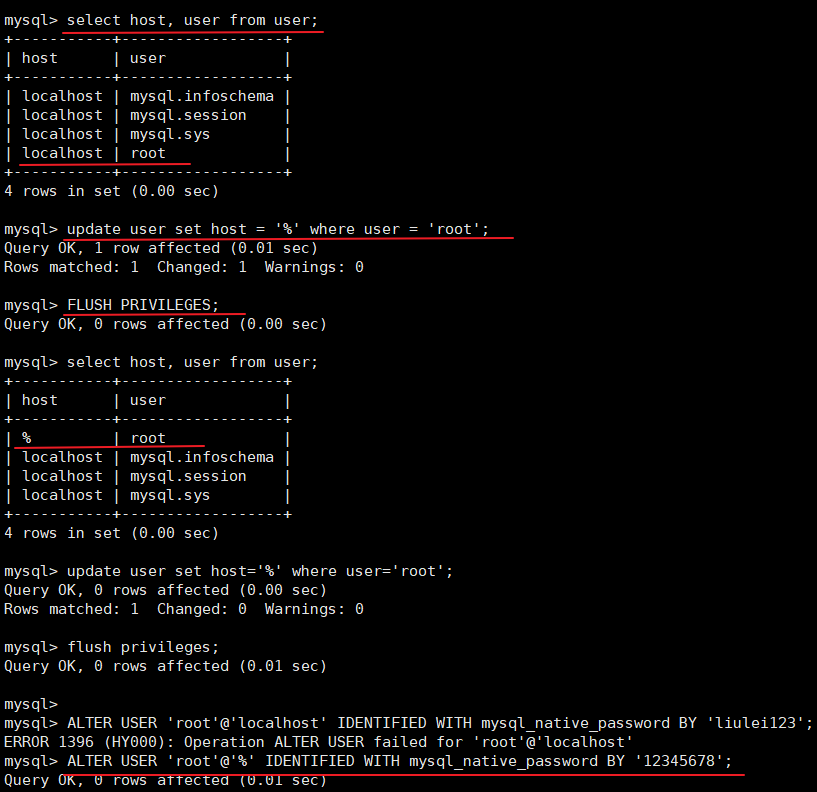 mysql> select host, user from user;
+-----------+------------------+
| host      | user             |
+-----------+------------------+
| localhost | mysql.infoschema |
| localhost | mysql.session    |
| localhost | mysql.sys        |
| localhost | root             |
+-----------+------------------+
4 rows in set (0.00 sec)
mysql> update user set host = '%' where user = 'root';
Query OK, 1 row affected (0.01 sec)
Rows matched: 1  Changed: 1  Warnings: 0
mysql> FLUSH PRIVILEGES;
Query OK, 0 rows affected (0.00 sec)
mysql> select host, user from user;
+-----------+------------------+
| host      | user             |
+-----------+------------------+
| %         | root             |
| localhost | mysql.infoschema |
| localhost | mysql.session    |
| localhost | mysql.sys        |
+-----------+------------------+
4 rows in set (0.00 sec)
mysql> update user set host='%' where user='root';
Query OK, 0 rows affected (0.00 sec)
Rows matched: 1  Changed: 0  Warnings: 0
mysql> flush privileges;
Query OK, 0 rows affected (0.01 sec)
mysql>
mysql> ALTER USER 'root'@'localhost' IDENTIFIED WITH mysql_native_password BY 'liulei123';
ERROR 1396 (HY000): Operation ALTER USER failed for 'root'@'localhost'
mysql> ALTER USER 'root'@'%' IDENTIFIED WITH mysql_native_password BY '12345678';
Query OK, 0 rows affected (0.01 sec)